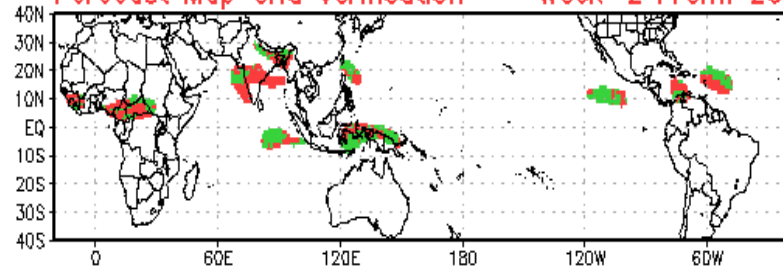 Forecast Map and Verification Week-2 From: 20
40N
30N
20N
10N
EQ
10S
20S
30S
40S
0 60E 120E 180 120W 60W